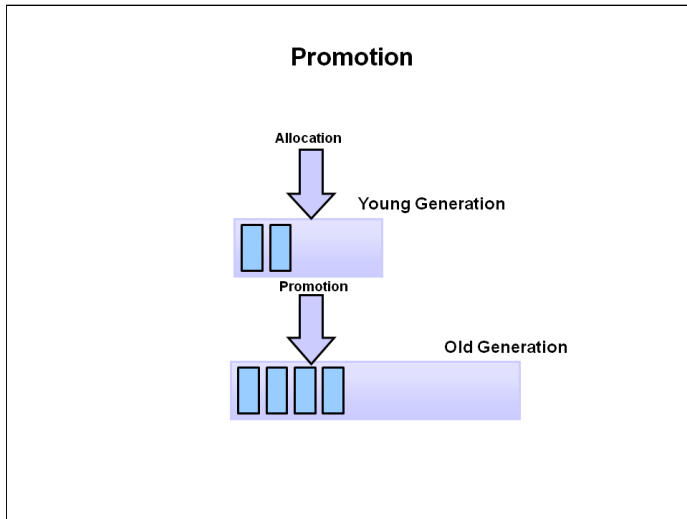 Promotion
Allocation
Young Generation
Promotion
Old Generation